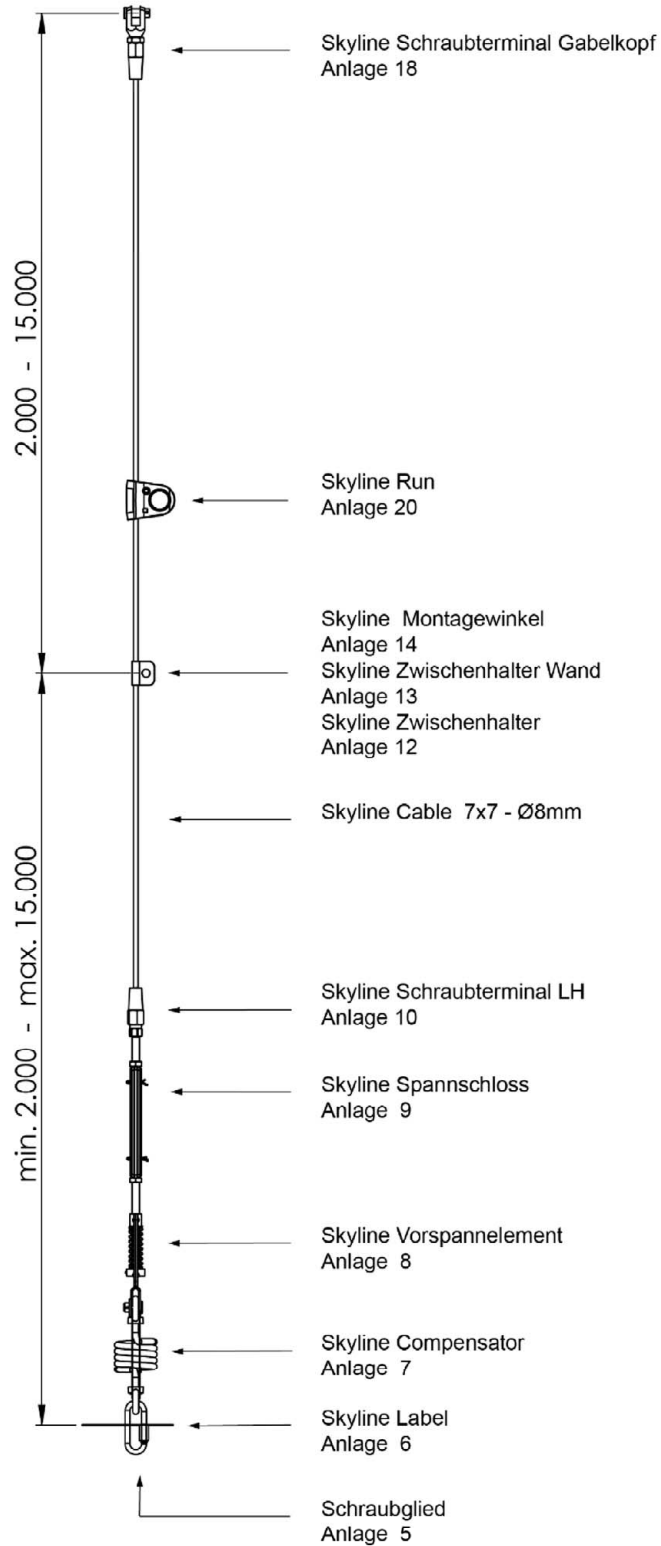 Skyline Schraubterminal Gabelkopf
Anlage 18
2.000 - 15.000
Skyline Run
Anlage 20
Skyline Montagewinkel
Anlage 14
Skyline Zwischenhalter Wand
Anlage 13
Skyline Zwischenhalter
Anlage 12
Skyline Cable 7x7 - Ø8mm
min. 2.000 - max. 15.000
Skyline Schraubterminal LH
Anlage 10
Skyline Spannschloss
Anlage 9
Skyline Vorspannelement
Anlage 8
Skyline Compensator
Anlage 7
Skyline Label
Anlage 6
Schraubglied
Anlage 5